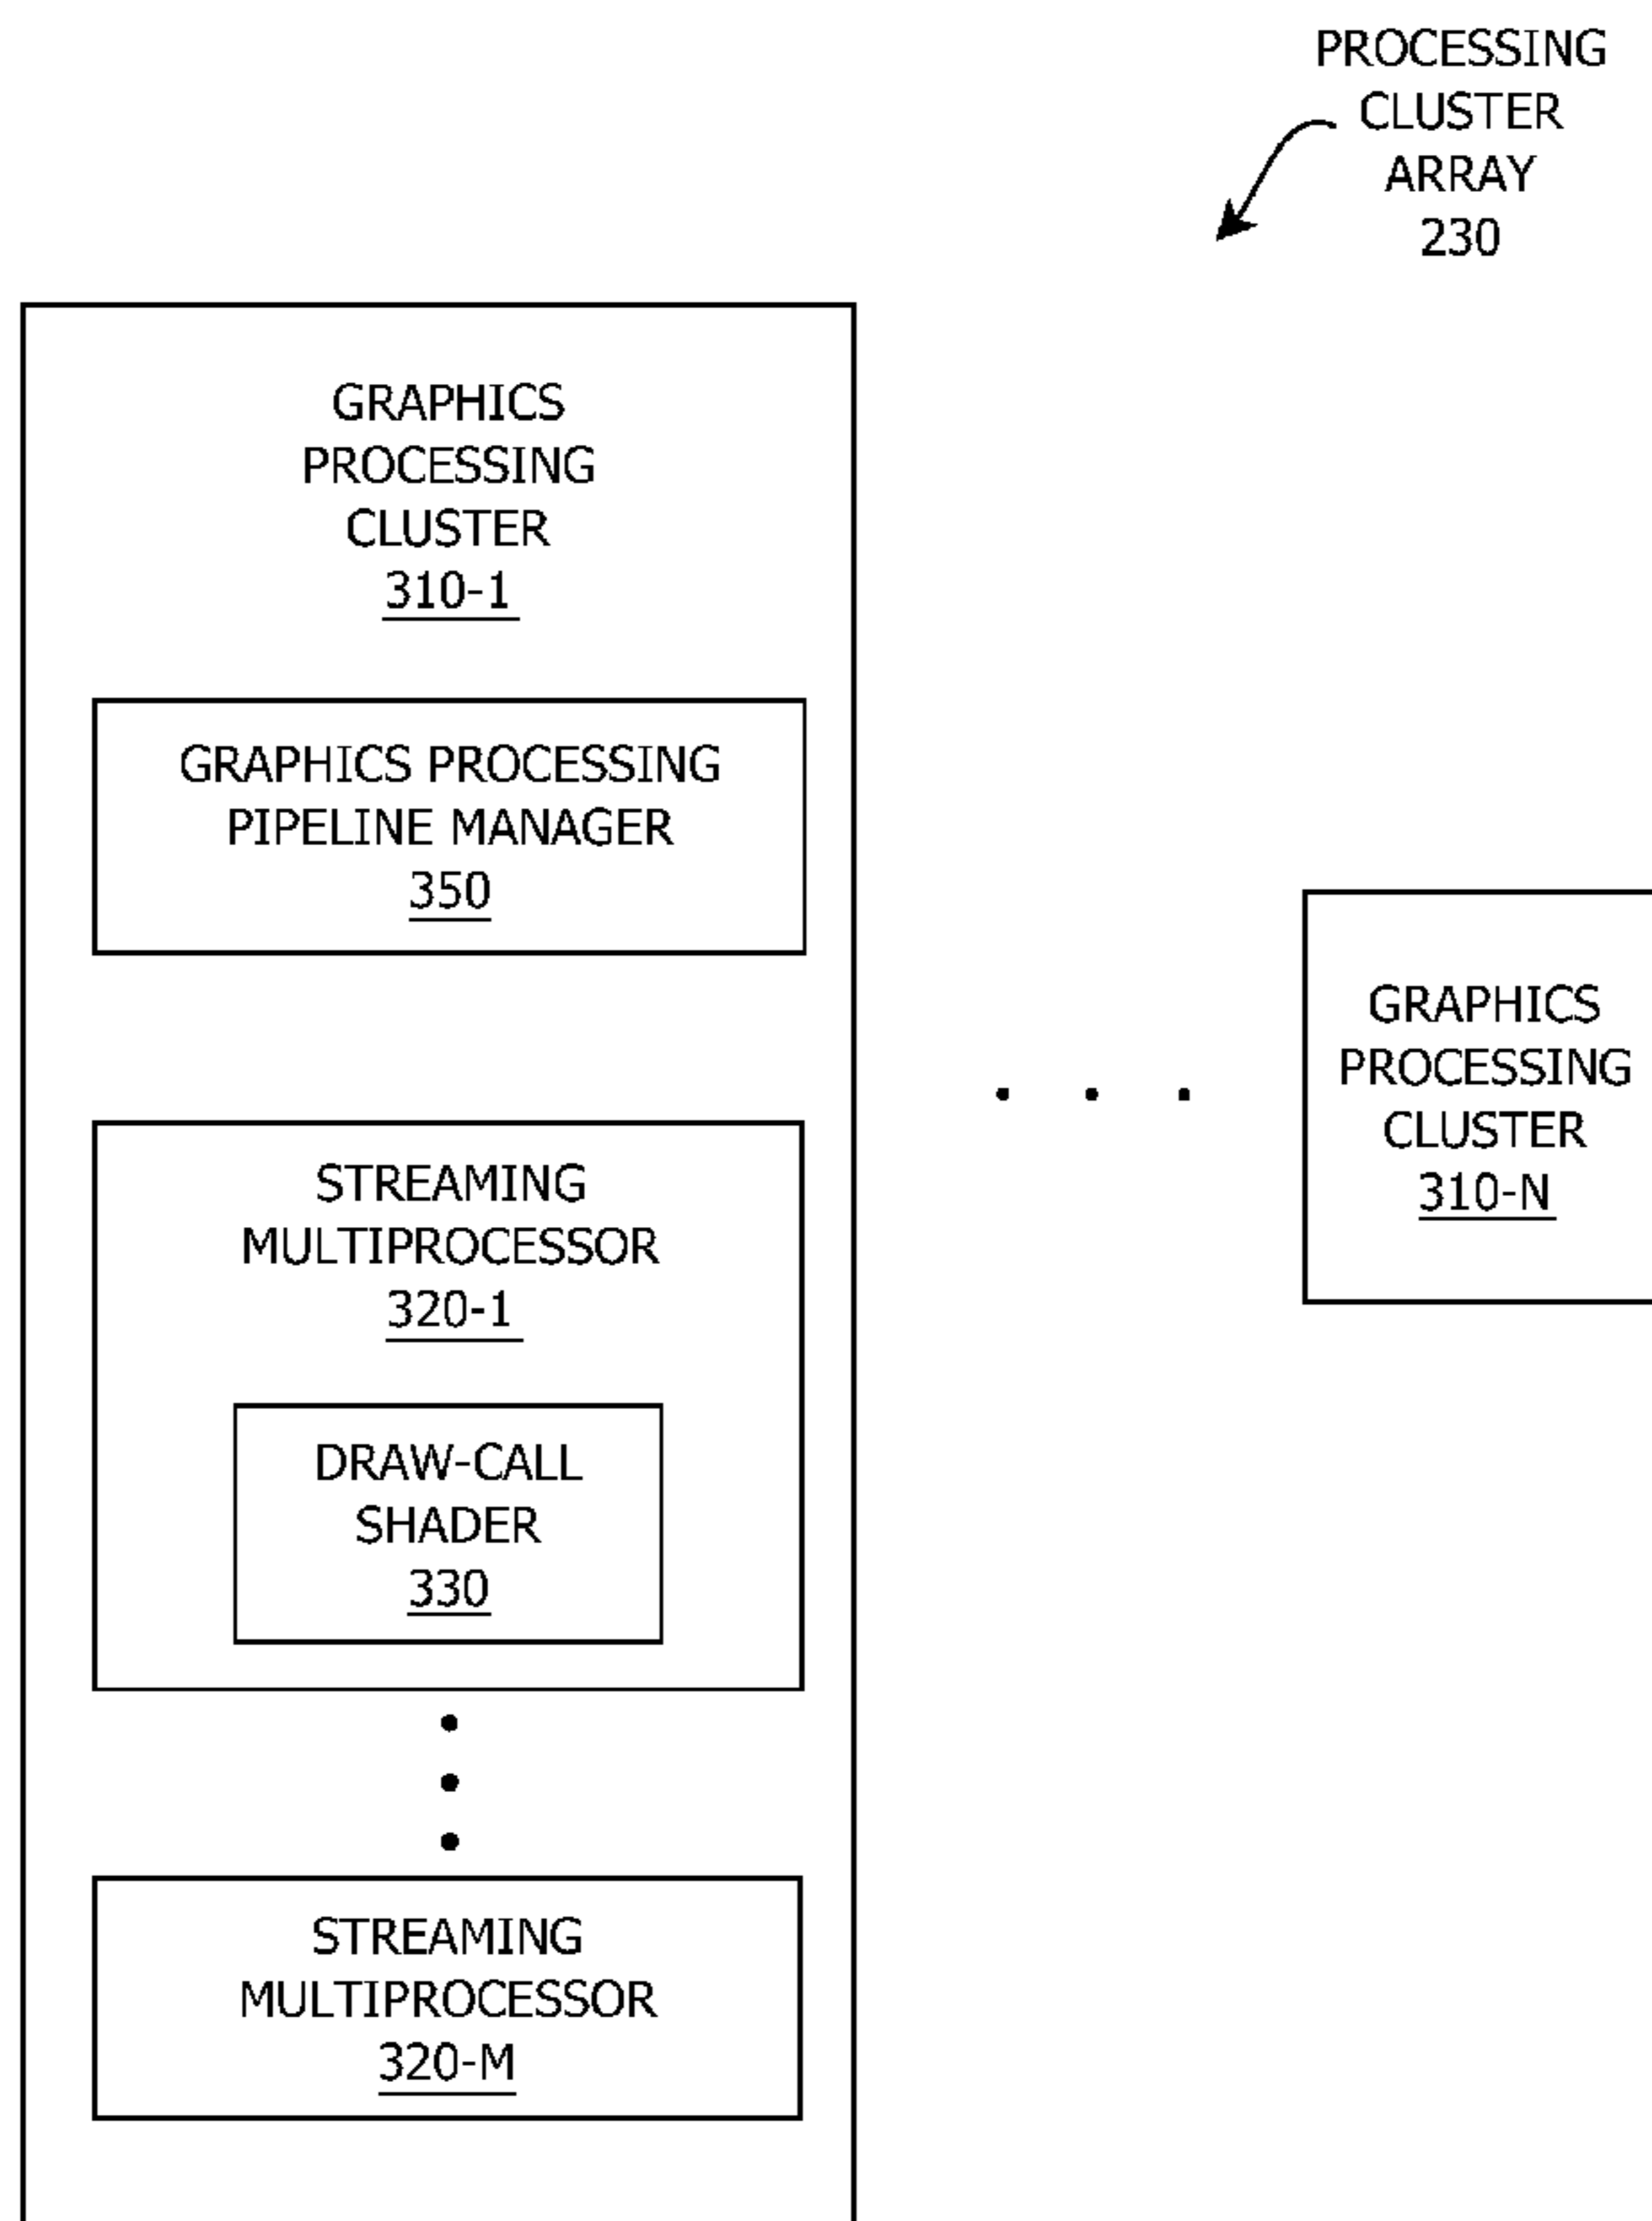 PROCESSING
CLUSTER
ARRAY
230
GRAPHICS
PROCESSING
CLUSTER
310-1
GRAPHICS PROCESSING
PIPELINE MANAGER
350
STREAMING
MULTIPROCESSOR
320-1
DRAW-CALL
SHADER
330
STREAMING
MULTIPROCESSOR
320-M
GRAPHICS
PROCESSING
CLUSTER
310-N